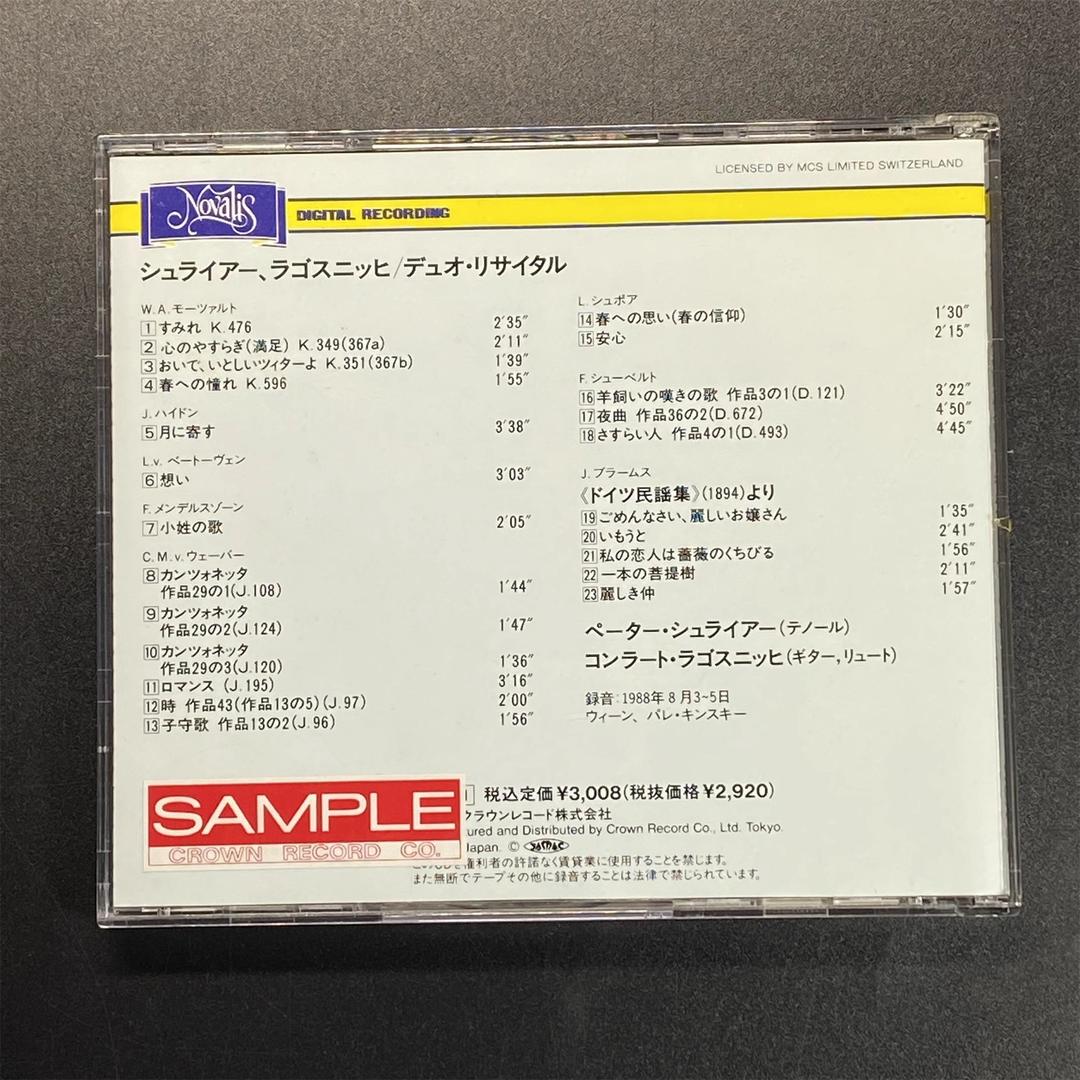 LICENSED BY MCS LIMITED SWITZERLAND
Novalis
DIGITAL RECORDING
シュライアー、ラゴスニッヒ/デュオ・リサイタル
W.A.モーツァルト
1 すみれ K.476 2′35″
2 心のやすらぎ(満足) K.349(367a) 2′11″
3 おいで、いとしいツィターよ K.351(367b) 1′39″
4 春への憧れ K.596 1′55″
J.ハイドン
5 月に寄す 3′38″
L.v.ベートーヴェン
6 想い 3′03″
F.メンデルスゾーン
7 小姓の歌 2′05″
C.M.v.ウェーバー
8 カンツォネッタ
作品29の1(J.108) 1′44″
9 カンツォネッタ
作品29の2(J.124) 1′47″
10 カンツォネッタ
作品29の3(J.120) 1′36″
11 ロマンス (J.195) 3′16″
12 時 作品43(作品13の5)(J.97) 2′00″
13 子守歌 作品13の2(J.96) 1′56″
L.シュポア
14 春への思い(春の信仰) 1′30″
15 安心 2′15″
F.シューベルト
16 羊飼いの嘆きの歌 作品3の1(D.121) 3′22″
17 夜曲 作品36の2(D.672) 4′50″
18 さすらい人 作品4の1(D.493) 4′45″
J.ブラームス
《ドイツ民謡集》(1894)より
19 ごめんなさい、麗しいお嬢さん 1′35″
20 いもうと 2′41″
21 私の恋人は薔薇のくちびる 1′56″
22 一本の菩提樹 2′11″
23 麗しき仲 1′57″
ペーター・シュライアー(テノール)
コンラート・ラゴスニッヒ(ギター,リュート)
録音:1988年8月3~5日
ウィーン、パレ・キンスキー
SAMPLE
CROWN RECORD CO.
税込定価¥3,008(税抜価格¥2,920)
クラウンレコード株式会社
ured and Distributed by Crown Record Co., Ltd. Tokyo.
Japan. © JASRAC
このCDを権利者の許諾なく賃貸業に使用することを禁じます。
また無断でテープその他に録音することは法律で禁じられています。